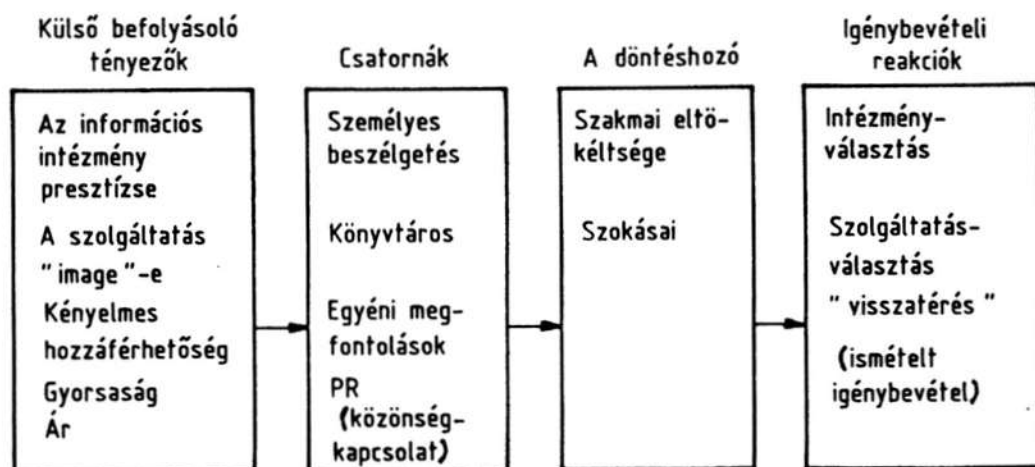 Külső befolyásoló
tényezők
Az információs
intézmény
presztízse
A szolgáltatás
"image"-e
Kényelmes
hozzáférhetőség
Gyorsaság
Ár
Csatornák
Személyes
beszélgetés
Könyvtáros
Egyéni meg-
fontolások
PR
(közönség-
kapcsolat)
A döntéshozó
Szakmai eltö-
kéltsége
Szokásai
Igénybevételi
reakciók
Intézmény-
választás
Szolgáltatás-
választás
"visszatérés"
(ismételt
igénybevétel)